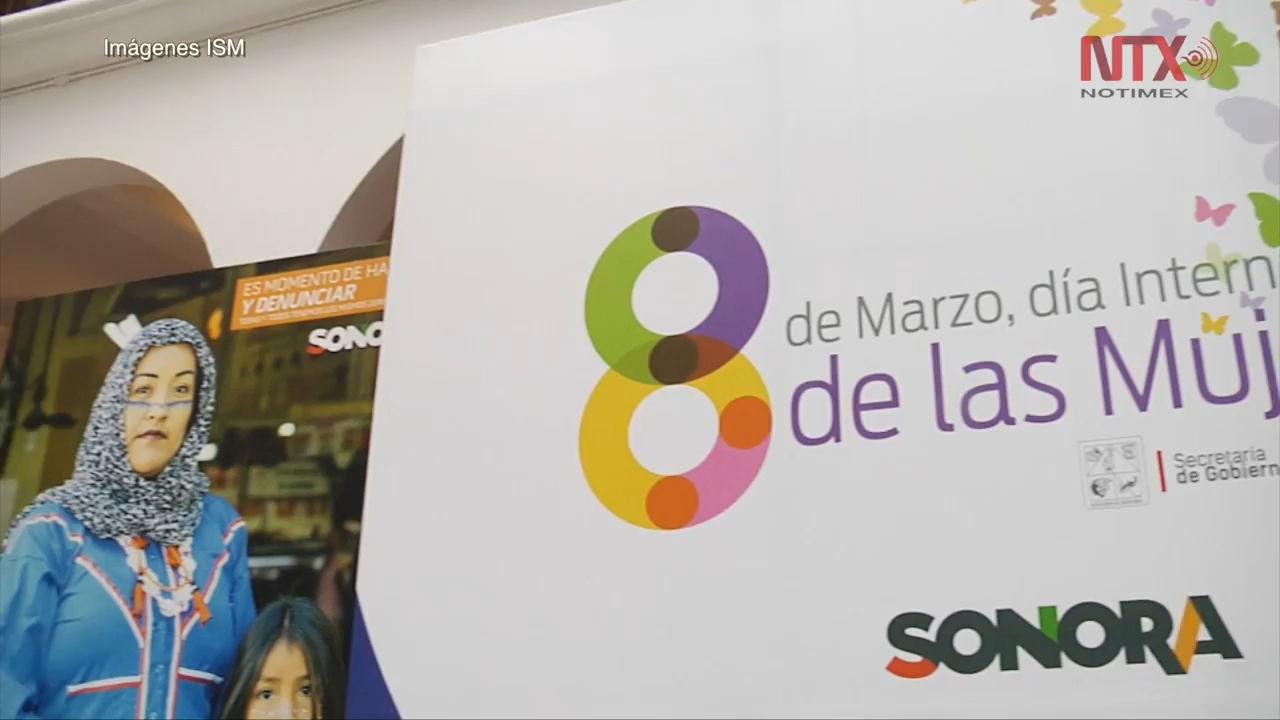 Imágenes ISM
NTX
NOTIMEX
ES MOMENTO DE HA
Y DENUNCIAR
SONO
8
de Marzo, día Intern
de las Muj
Secretaría
de Gobiern
SONORA